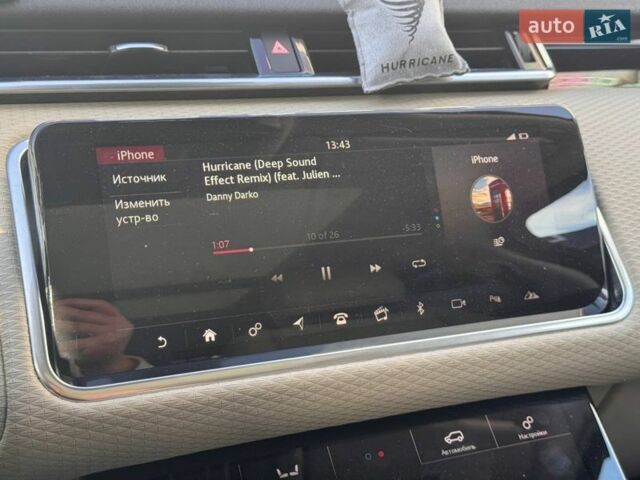 auto RIA.com
HURRICANE
13:43
iPhone
Источник
Изменить
устр-во
Hurricane (Deep Sound
Effect Remix) (feat. Julien ...
Danny Darko
...
1:07
10 of 26
-5:33
iPhone
Автомобиль
Настройки